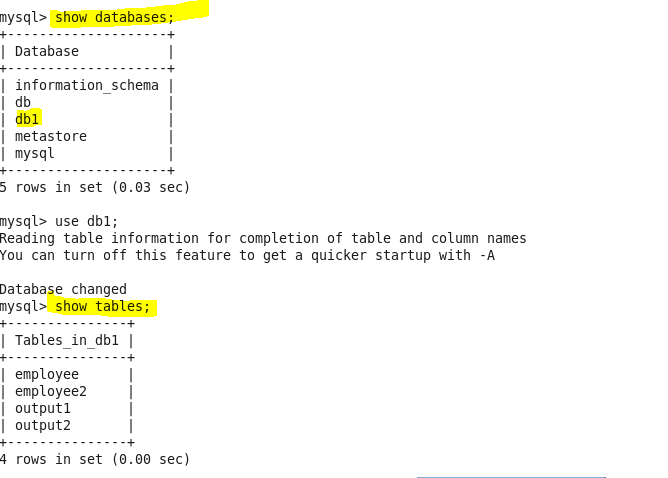 mysql> show databases;
+--------------------+
| Database           |
+--------------------+
| information_schema |
| db                 |
| db1                |
| metastore          |
| mysql              |
+--------------------+
5 rows in set (0.03 sec)

mysql> use db1;
Reading table information for completion of table and column names
You can turn off this feature to get a quicker startup with -A

Database changed
mysql> show tables;
+---------------+
| Tables_in_db1 |
+---------------+
| employee      |
| employee2     |
| output1       |
| output2       |
+---------------+
4 rows in set (0.00 sec)